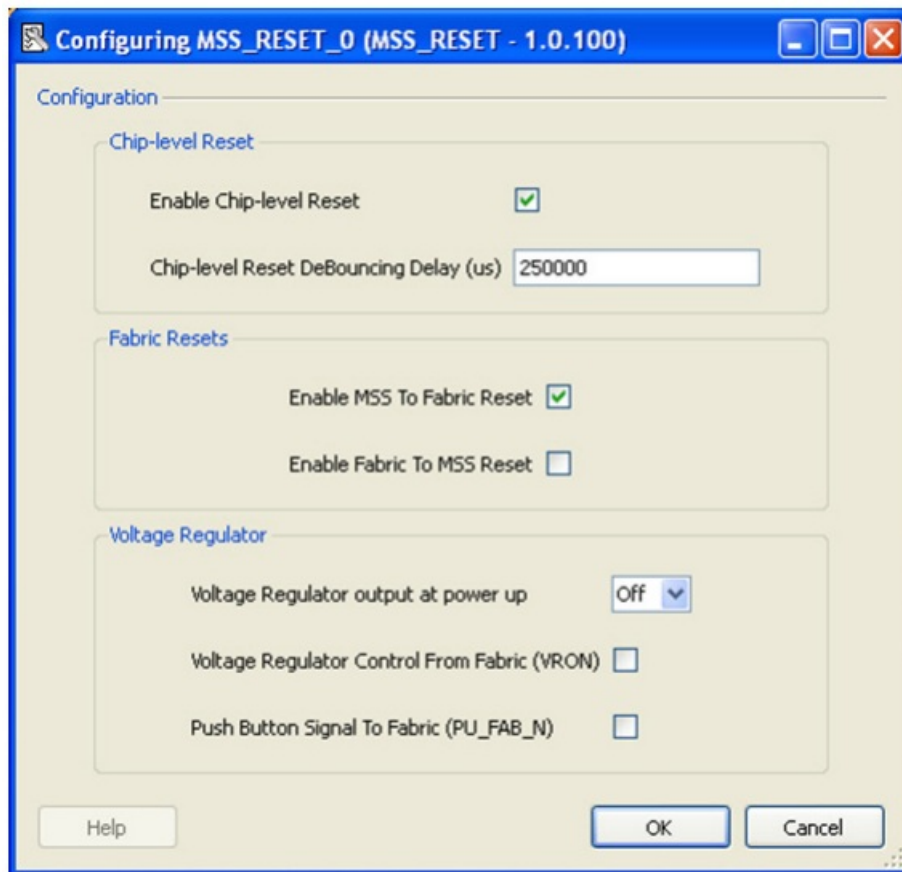 Configuring MSS_RESET_0 (MSS_RESET - 1.0.100)
Configuration
Chip-level Reset
Enable Chip-level Reset
Chip-level Reset DeBouncing Delay (us) 250000
Fabric Resets
Enable MSS To Fabric Reset
Enable Fabric To MSS Reset
Voltage Regulator
Voltage Regulator output at power up Off
Voltage Regulator Control From Fabric (VRON)
Push Button Signal To Fabric (PU_FAB_N)
Help OK Cancel